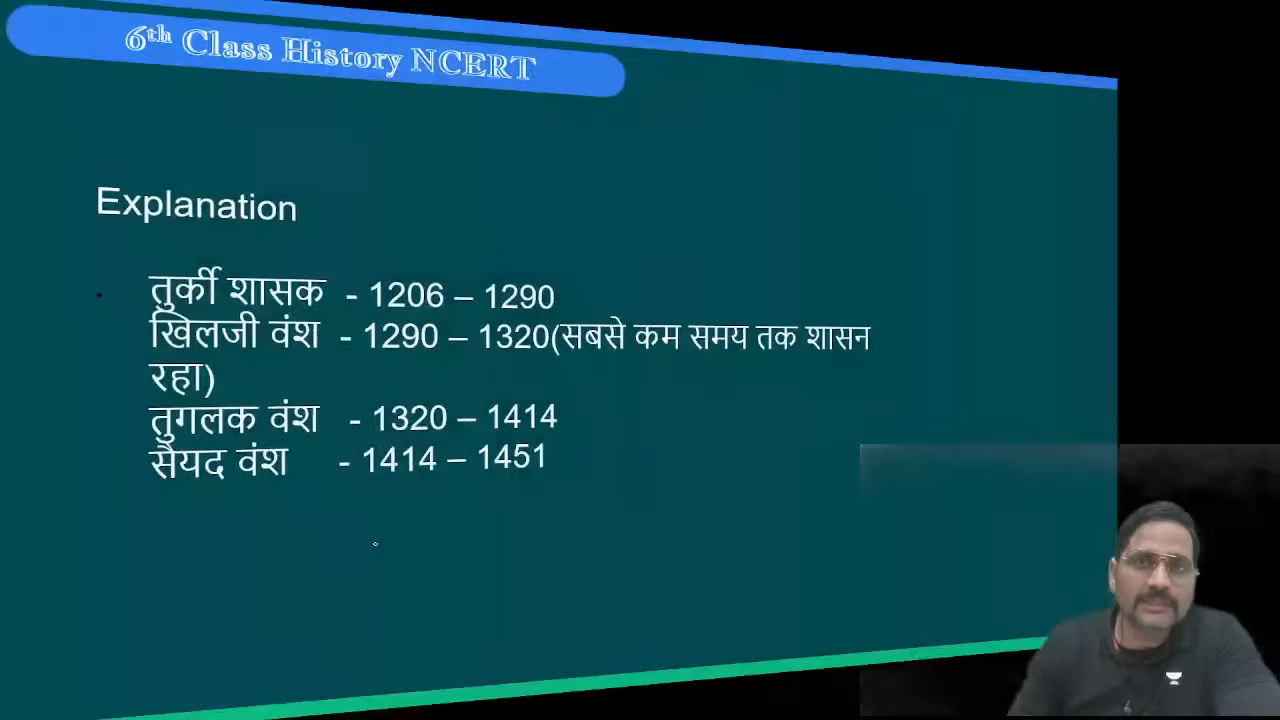 6th Class History NCERT
Explanation
तुर्की शासक - 1206 – 1290
खिलजी वंश - 1290 – 1320(सबसे कम समय तक शासन
रहा)
तुगलक वंश - 1320 – 1414
सैयद वंश - 1414 – 1451